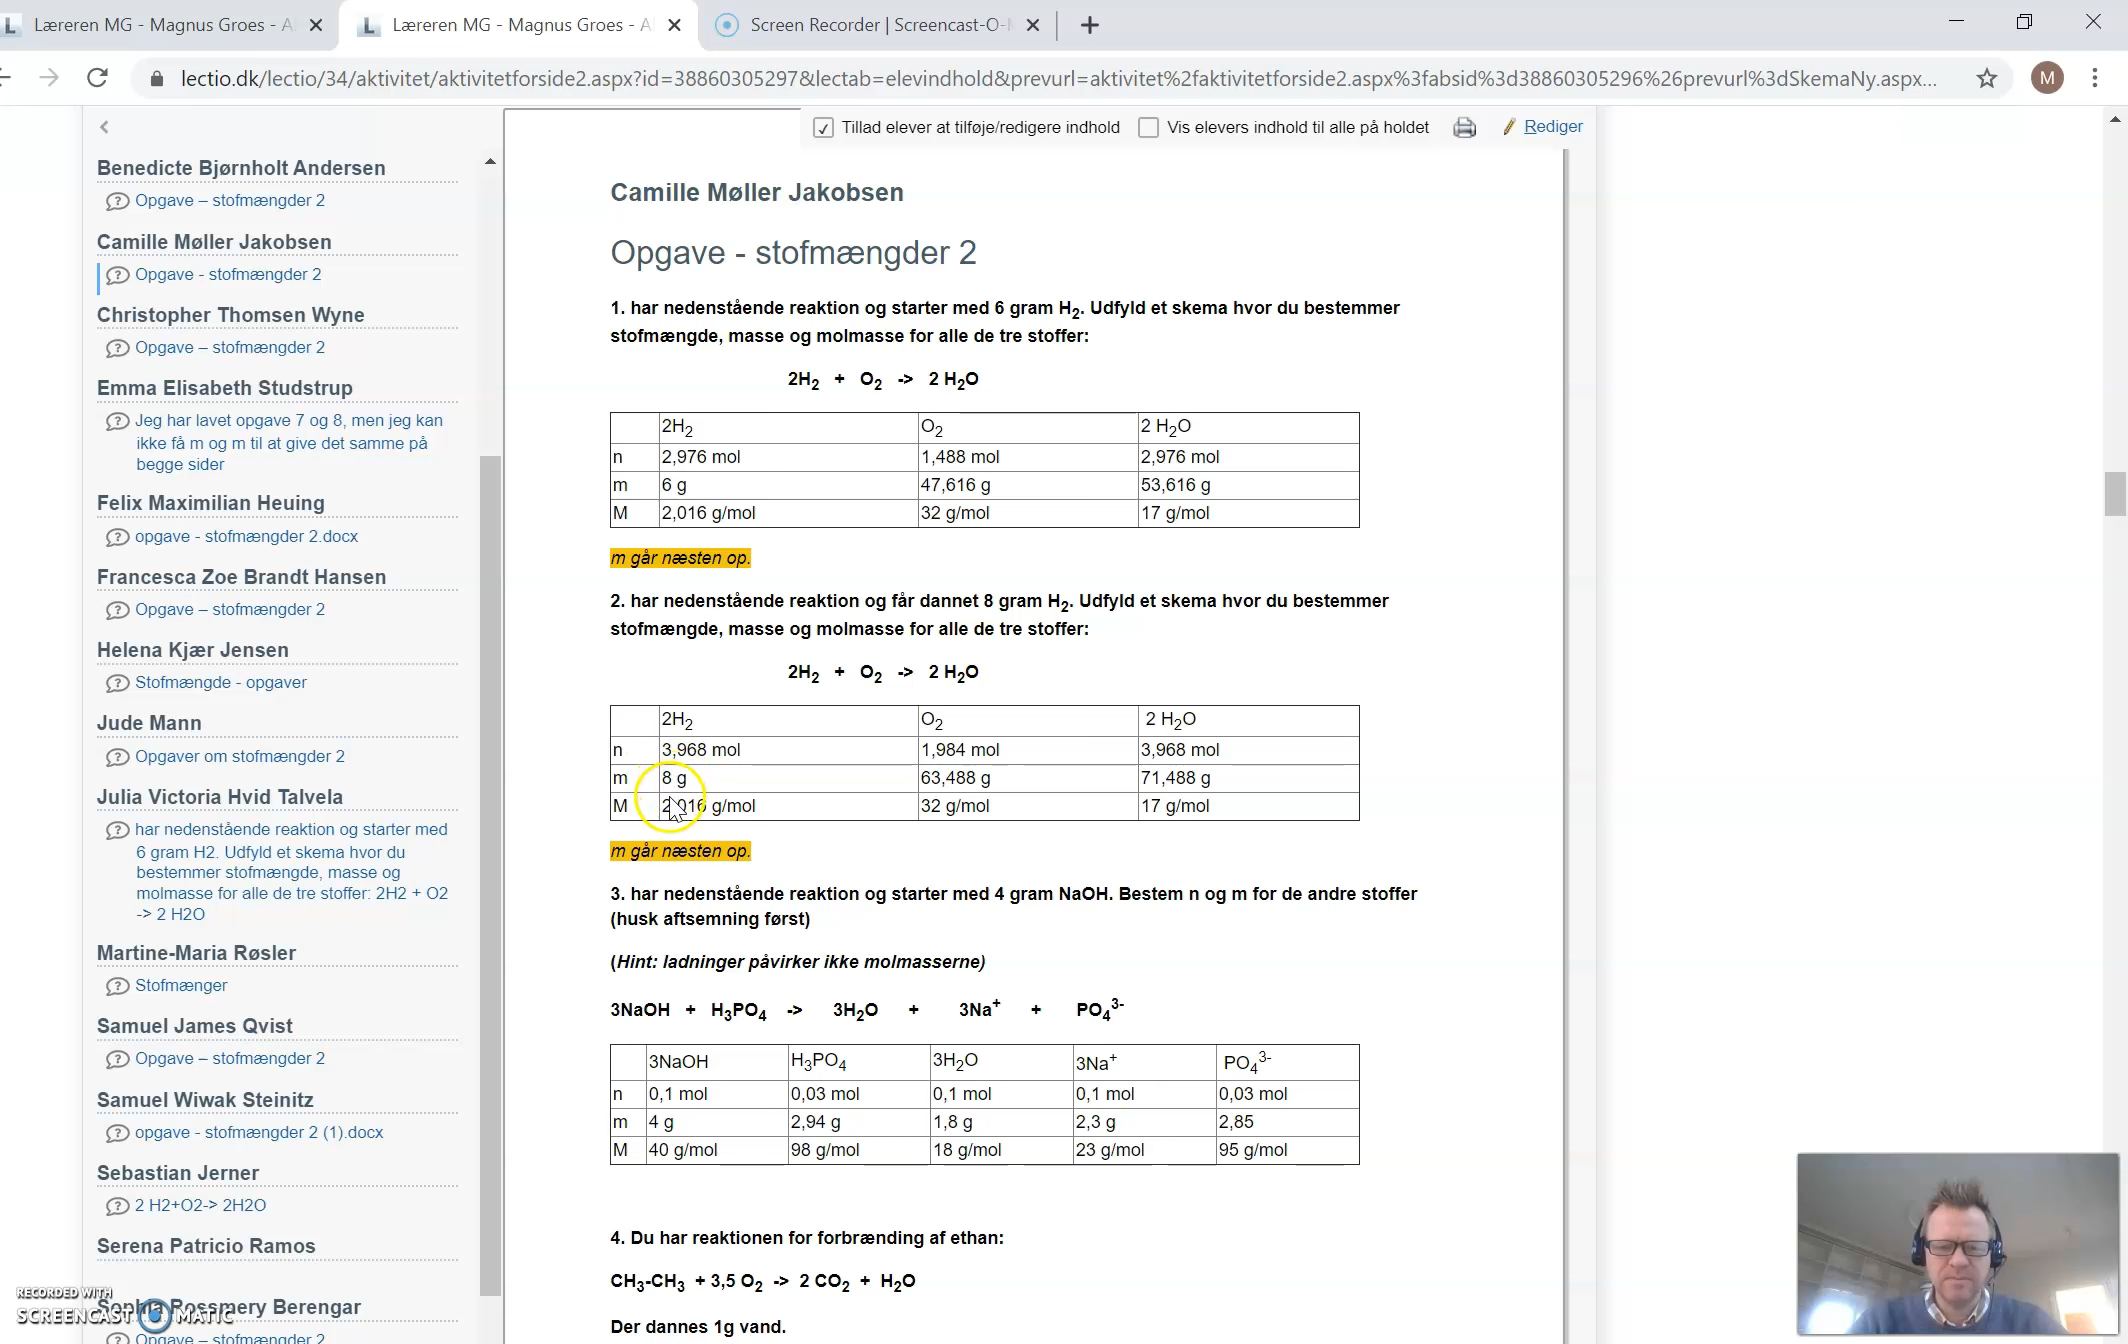 Læreren MG - Magnus Groes - A
Læreren MG - Magnus Groes - A
Screen Recorder | Screencast-O-
lectio.dk/lectio/34/aktivitet/aktivitetforside2.aspx?id=38860305297&lectab=elevindhold&prevurl=aktivitet%2faktivitetforside2.aspx%3fabsid%3d38860305296%26prevurl%3dSkemaNy.aspx...
M
Benedicte Bjørnholt Andersen
Opgave – stofmængder 2
Camille Møller Jakobsen
Opgave - stofmængder 2
Christopher Thomsen Wyne
Opgave – stofmængder 2
Emma Elisabeth Studstrup
Jeg har lavet opgave 7 og 8, men jeg kan
ikke få m og m til at give det samme på
begge sider
Felix Maximilian Heuing
opgave - stofmængder 2.docx
Francesca Zoe Brandt Hansen
Opgave – stofmængder 2
Helena Kjær Jensen
Stofmængde - opgaver
Jude Mann
Opgaver om stofmængder 2
Julia Victoria Hvid Talvela
har nedenstående reaktion og starter med
6 gram H2. Udfyld et skema hvor du
bestemmer stofmængde, masse og
molmasse for alle de tre stoffer: 2H2 + O2
-> 2 H2O
Martine-Maria Røsler
Stofmænger
Samuel James Qvist
Opgave – stofmængder 2
Samuel Wiwak Steinitz
opgave - stofmængder 2 (1).docx
Sebastian Jerner
2 H2+O2-> 2H2O
Serena Patricio Ramos
Sophia Rossmery Berengar
Opgave – stofmængder 2
RECORDED WITH
SCREENCAST MATIC
Tillad elever at tilføje/redigere indhold Vis elevers indhold til alle på holdet Rediger
Camille Møller Jakobsen
Opgave - stofmængder 2
1. har nedenstående reaktion og starter med 6 gram H2. Udfyld et skema hvor du bestemmer
stofmængde, masse og molmasse for alle de tre stoffer:
2H2 + O2 -> 2 H2O
2H2 O2 2 H2O
n 2,976 mol 1,488 mol 2,976 mol
m 6 g 47,616 g 53,616 g
M 2,016 g/mol 32 g/mol 17 g/mol
m går næsten op.
2. har nedenstående reaktion og får dannet 8 gram H2. Udfyld et skema hvor du bestemmer
stofmængde, masse og molmasse for alle de tre stoffer:
2H2 + O2 -> 2 H2O
2H2 O2 2 H2O
n 3,968 mol 1,984 mol 3,968 mol
m 8 g 63,488 g 71,488 g
M 2,016 g/mol 32 g/mol 17 g/mol
m går næsten op.
3. har nedenstående reaktion og starter med 4 gram NaOH. Bestem n og m for de andre stoffer
(husk aftsemning først)
(Hint: ladninger påvirker ikke molmasserne)
3NaOH + H3PO4 -> 3H2O + 3Na+ + PO4 3-
3NaOH H3PO4 3H2O 3Na+ PO4 3-
n 0,1 mol 0,03 mol 0,1 mol 0,1 mol 0,03 mol
m 4 g 2,94 g 1,8 g 2,3 g 2,85
M 40 g/mol 98 g/mol 18 g/mol 23 g/mol 95 g/mol
4. Du har reaktionen for forbrænding af ethan:
CH3-CH3 + 3,5 O2 -> 2 CO2 + H2O
Der dannes 1g vand.